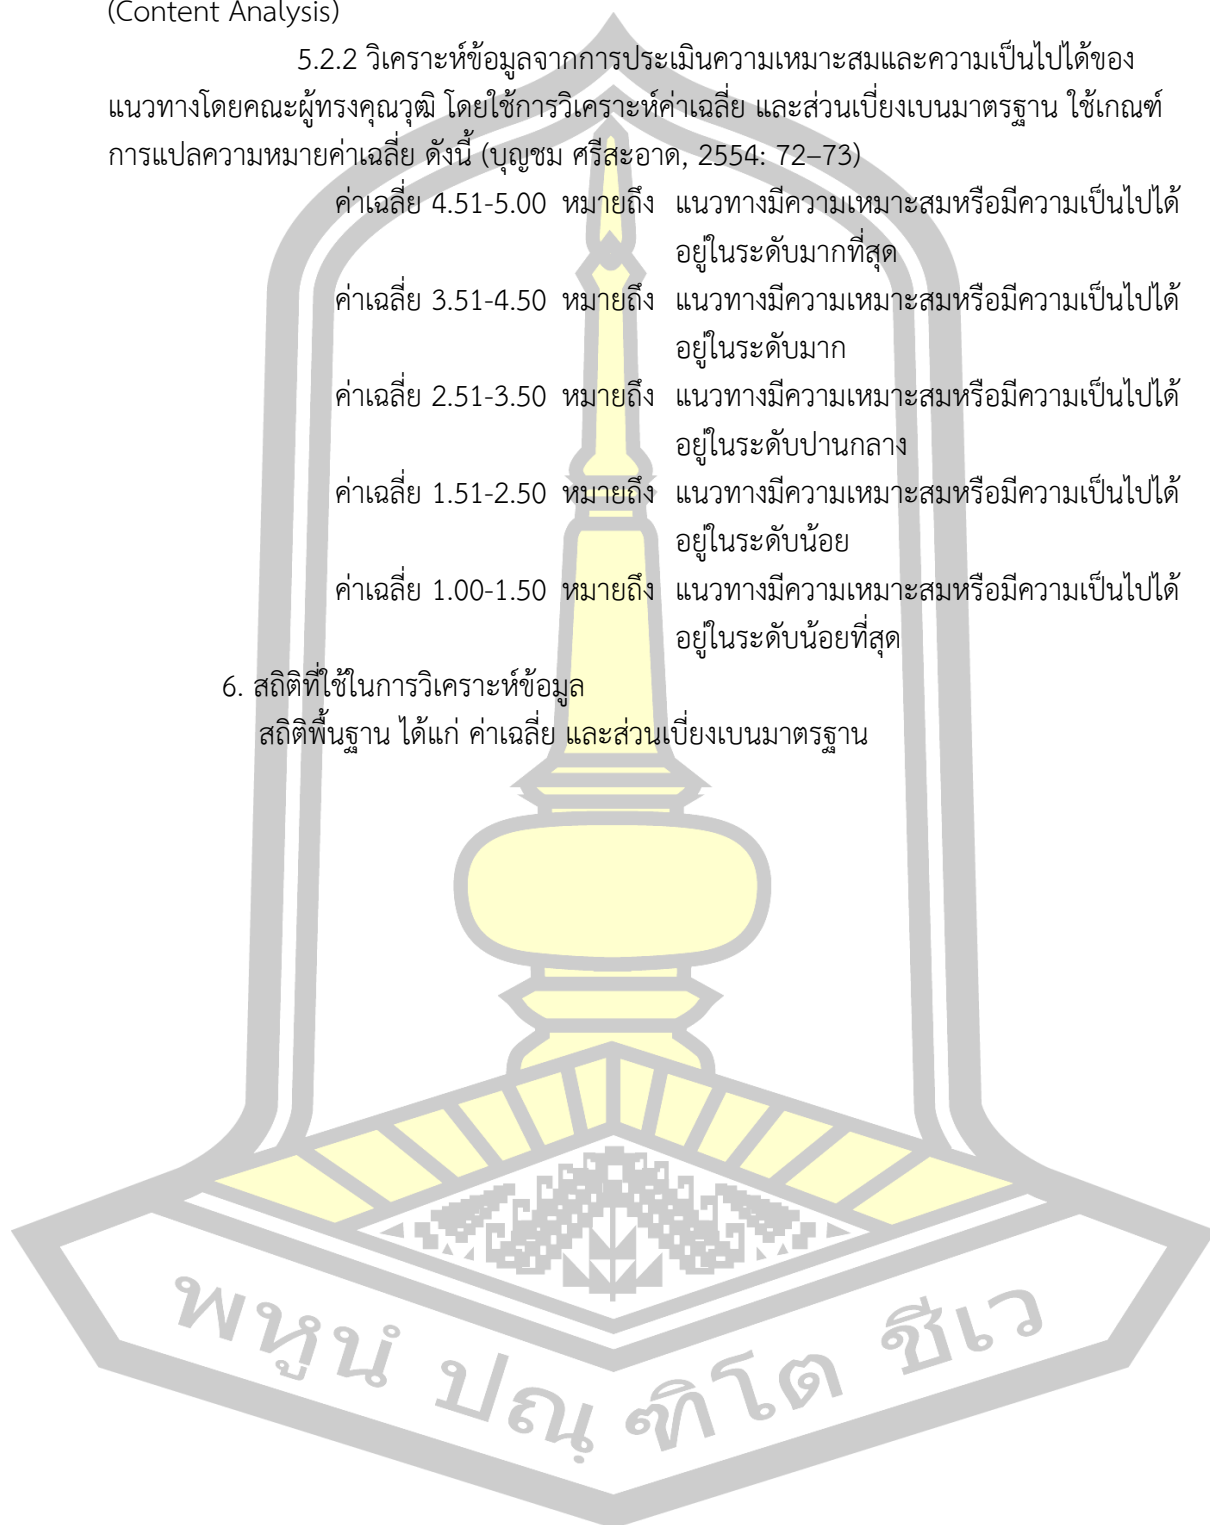 (Content Analysis)
5.2.2 วิเคราะห์ข้อมูลจากการประเมินความเหมาะสมและความเป็นไปได้ของ
แนวทางโดยคณะผู้ทรงคุณวุฒิ โดยใช้การวิเคราะห์ค่าเฉลี่ย และส่วนเบี่ยงเบนมาตรฐาน ใช้เกณฑ์
การแปลความหมายค่าเฉลี่ย ดังนี้ (บุญชม ศรีสะอาด, 2554: 72–73)
ค่าเฉลี่ย 4.51-5.00 หมายถึง แนวทางมีความเหมาะสมหรือมีความเป็นไปได้
อยู่ในระดับมากที่สุด
ค่าเฉลี่ย 3.51-4.50 หมายถึง แนวทางมีความเหมาะสมหรือมีความเป็นไปได้
อยู่ในระดับมาก
ค่าเฉลี่ย 2.51-3.50 หมายถึง แนวทางมีความเหมาะสมหรือมีความเป็นไปได้
อยู่ในระดับปานกลาง
ค่าเฉลี่ย 1.51-2.50 หมายถึง แนวทางมีความเหมาะสมหรือมีความเป็นไปได้
อยู่ในระดับน้อย
ค่าเฉลี่ย 1.00-1.50 หมายถึง แนวทางมีความเหมาะสมหรือมีความเป็นไปได้
อยู่ในระดับน้อยที่สุด
6. สถิติที่ใช้ในการวิเคราะห์ข้อมูล
สถิติพื้นฐาน ได้แก่ ค่าเฉลี่ย และส่วนเบี่ยงเบนมาตรฐาน
พหูนํ ปณฺฑิโต ชีเว